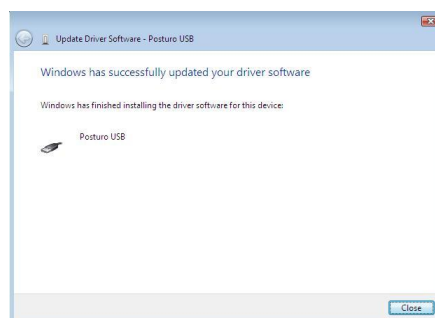 Update Driver Software - Posturo USB
Windows has successfully updated your driver software
Windows has finished installing the driver software for this device:
Posturo USB
Close